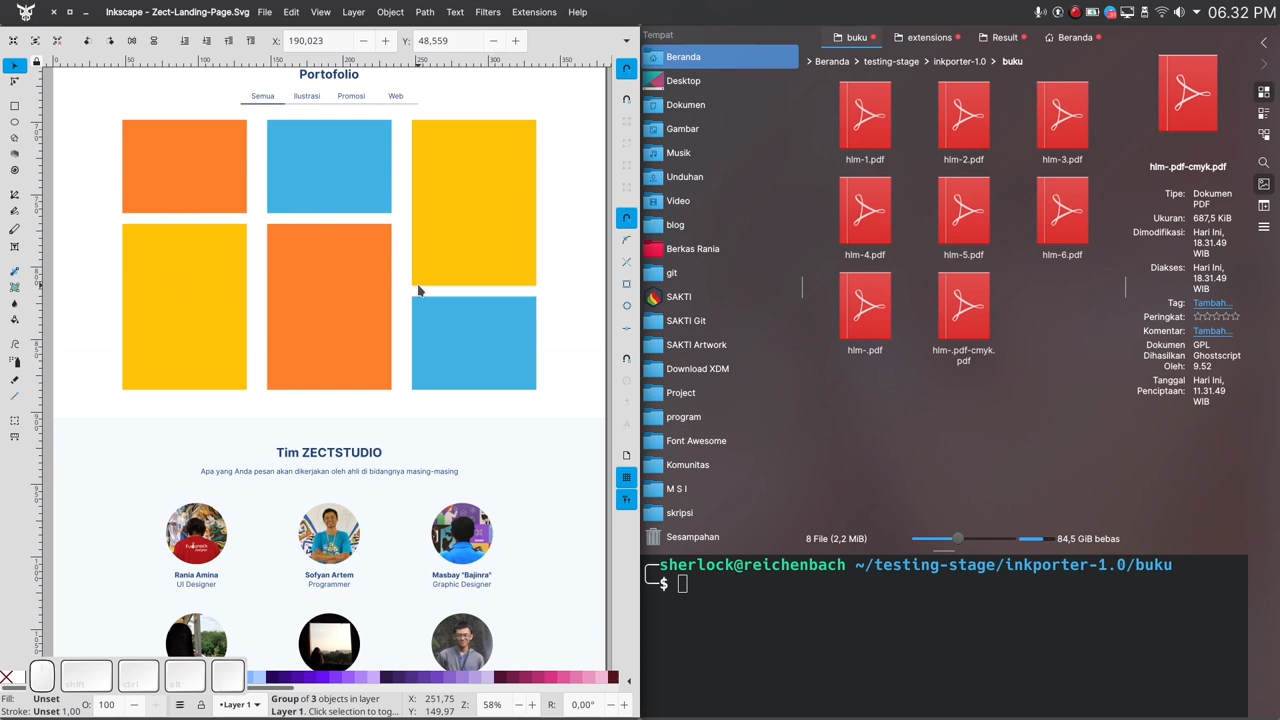 Inkscape - Zect-Landing-Page.Svg
File
Edit
View
Layer
Object
Path
Text
Filters
Extensions
Help
06.32 PM
X:
190,023
Y:
48,559
Portofolio
Semua
Ilustrasi
Promosi
Web
Tim ZECTSTUDIO
Apa yang Anda pesan akan dikerjakan oleh ahli di bidangnya masing-masing
Rania Amina
UI Designer
Sofyan Artem
Programmer
Masbay "Bajinra"
Graphic Designer
shift
ctrl
alt
Fill:
Unset
Stroke:
Unset 1,00
O:
100
•Layer 1
Group of 3 objects in layer
Layer 1. Click selection to tog...
X:
251,75
Y:
149,97
Z:
58%
R:
0,00°
Tempat
Beranda
Desktop
Dokumen
Gambar
Musik
Unduhan
Video
blog
Berkas Rania
git
SAKTI
SAKTI Git
SAKTI Artwork
Download XDM
Project
program
Font Awesome
Komunitas
M S I
skripsi
Sesampahan
buku
extensions
Result
Beranda
Beranda
testing-stage
inkporter-1.0
buku
hlm-1.pdf
hlm-2.pdf
hlm-3.pdf
hlm-4.pdf
hlm-5.pdf
hlm-6.pdf
hlm-.pdf
hlm-.pdf-cmyk.
pdf
8 File (2,2 MiB)
84,5 GiB bebas
hlm-.pdf-cmyk.pdf
Tipe:
Dokumen
PDF
Ukuran:
687,5 KiB
Dimodifikasi:
Hari Ini,
18.31.49
WIB
Diakses:
Hari Ini,
18.31.49
WIB
Tag:
Tambah...
Peringkat:
Komentar:
Tambah...
Dokumen
Dihasilkan
Oleh:
GPL
Ghostscript
9.52
Tanggal
Penciptaan:
Hari Ini,
11.31.49
WIB
sherlock@reichenbach ~/testing-stage/inkporter-1.0/buku
$